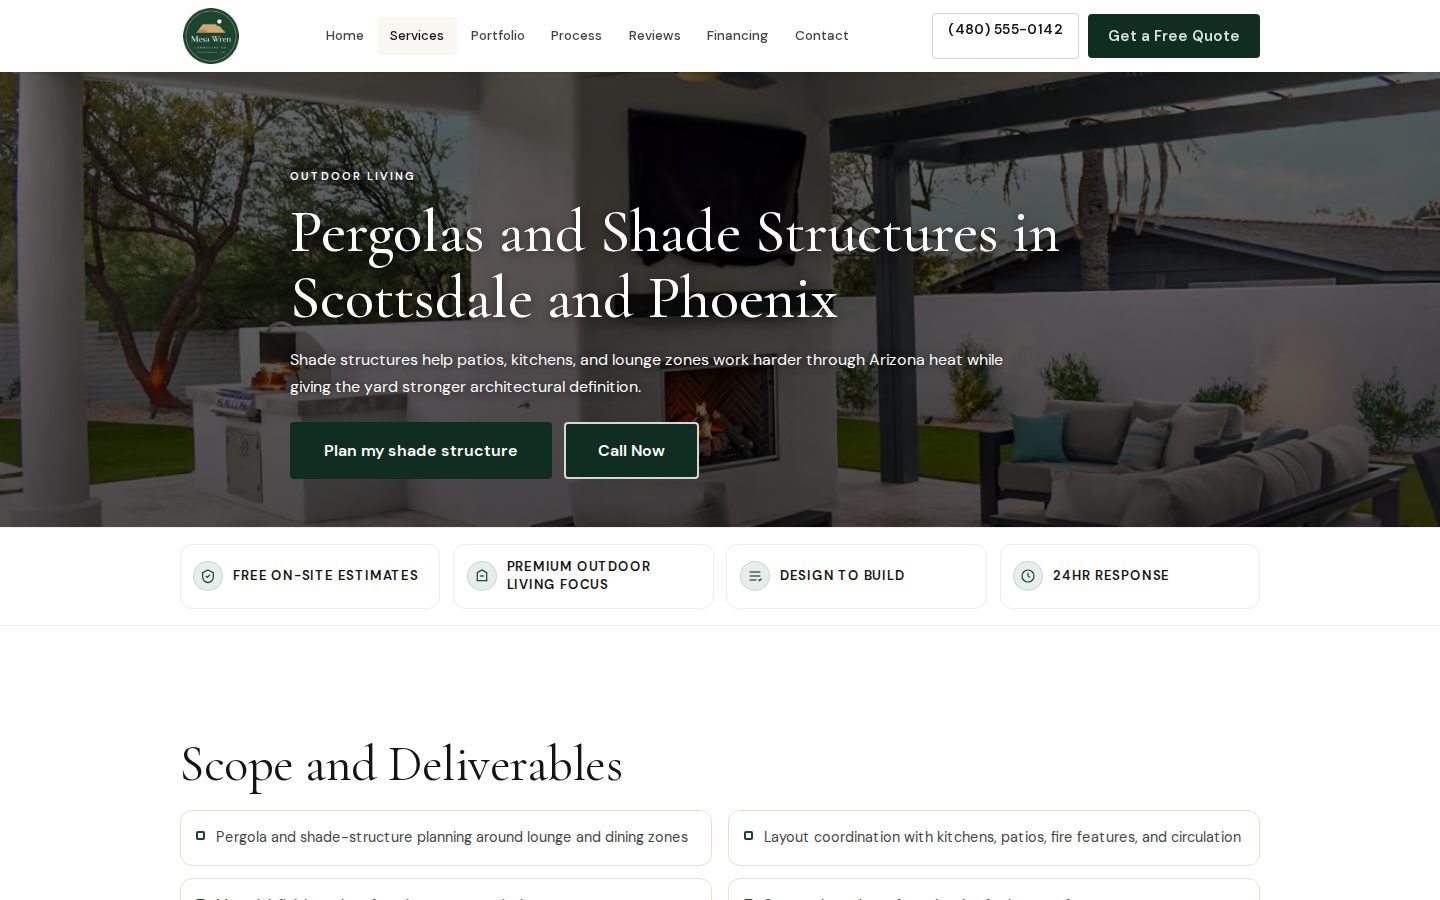 Mesa Wren
Home
Services
Portfolio
Process
Reviews
Financing
Contact
(480) 555-0142
Get a Free Quote
OUTDOOR LIVING
Pergolas and Shade Structures in
Scottsdale and Phoenix
Shade structures help patios, kitchens, and lounge zones work harder through Arizona heat while
giving the yard stronger architectural definition.
Plan my shade structure
Call Now
FREE ON-SITE ESTIMATES
PREMIUM OUTDOOR
LIVING FOCUS
DESIGN TO BUILD
24HR RESPONSE
Scope and Deliverables
Pergola and shade-structure planning around lounge and dining zones
Layout coordination with kitchens, patios, fire features, and circulation